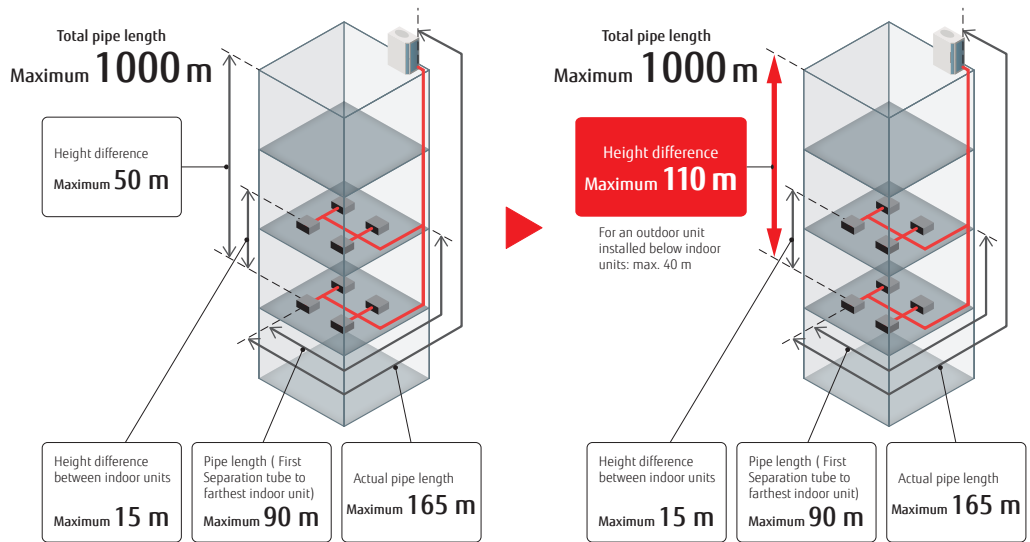 Total pipe length
Maximum 1000 m
Height difference
Maximum 50 m
Height difference
between indoor units
Maximum 15 m
Pipe length ( First
Separation tube to
farthest indoor unit)
Maximum 90 m
Actual pipe length
Maximum 165 m
Total pipe length
Maximum 1000 m
Height difference
Maximum 110 m
For an outdoor unit
installed below indoor
units: max. 40 m
Height difference
between indoor units
Maximum 15 m
Pipe length ( First
Separation tube to
farthest indoor unit)
Maximum 90 m
Actual pipe length
Maximum 165 m